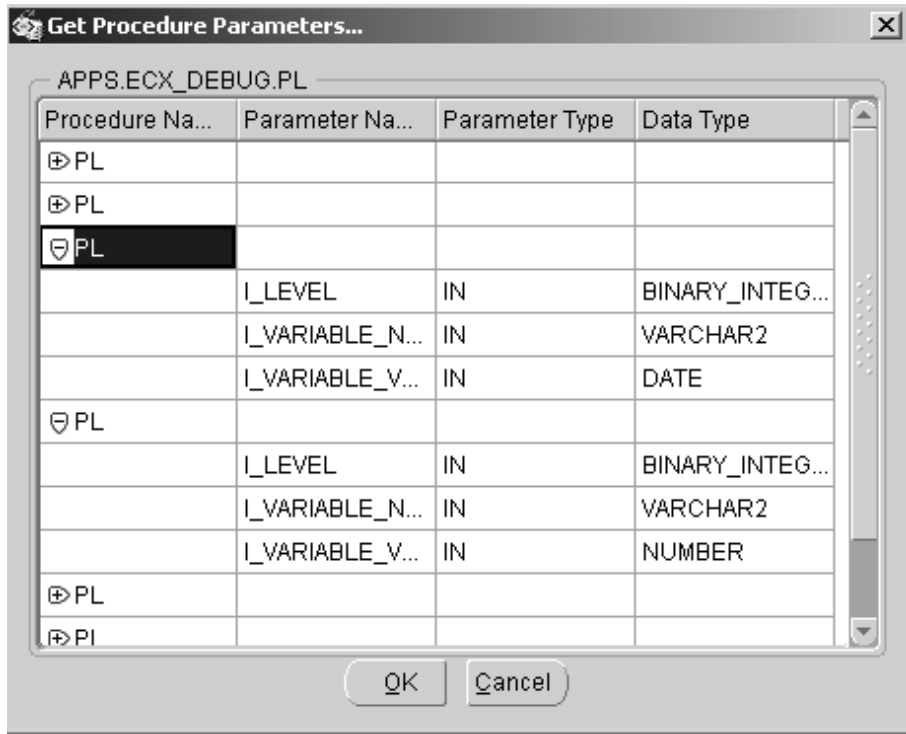 Get Procedure Parameters...
APPS.ECX_DEBUG.PL
Procedure Na... Parameter Na... Parameter Type Data Type
PL
PL
PL
I_LEVEL IN BINARY_INTEG...
I_VARIABLE_N... IN VARCHAR2
I_VARIABLE_V... IN DATE
PL
I_LEVEL IN BINARY_INTEG...
I_VARIABLE_N... IN VARCHAR2
I_VARIABLE_V... IN NUMBER
PL
PL
OK Cancel